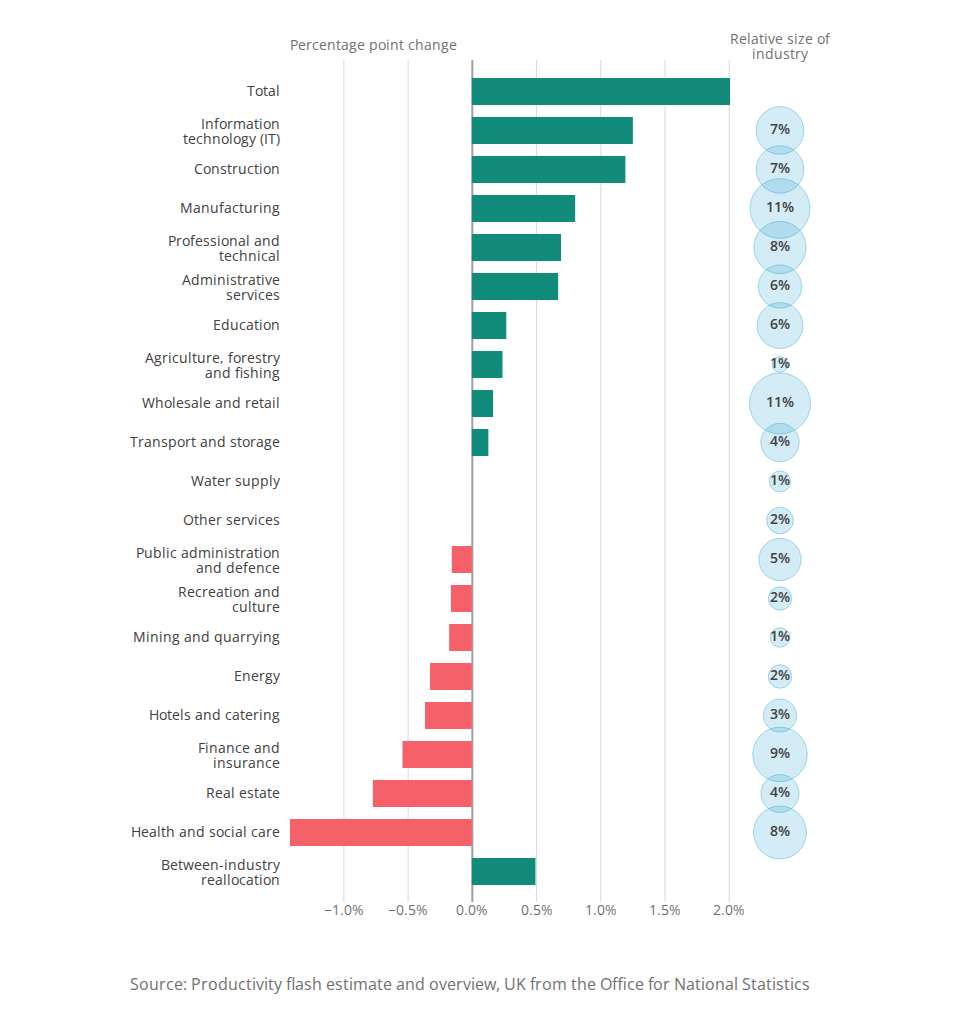 Percentage point change
Relative size of
industry
Total
Information
technology (IT)
7%
Construction
7%
Manufacturing
11%
Professional and
technical
8%
Administrative
services
6%
Education
6%
Agriculture, forestry
and fishing
1%
Wholesale and retail
11%
Transport and storage
4%
Water supply
1%
Other services
2%
Public administration
and defence
5%
Recreation and
culture
2%
Mining and quarrying
1%
Energy
2%
Hotels and catering
3%
Finance and
insurance
9%
Real estate
4%
Health and social care
8%
Between-industry
reallocation
−1.0% −0.5% 0.0% 0.5% 1.0% 1.5% 2.0%
Source: Productivity flash estimate and overview, UK from the Office for National Statistics